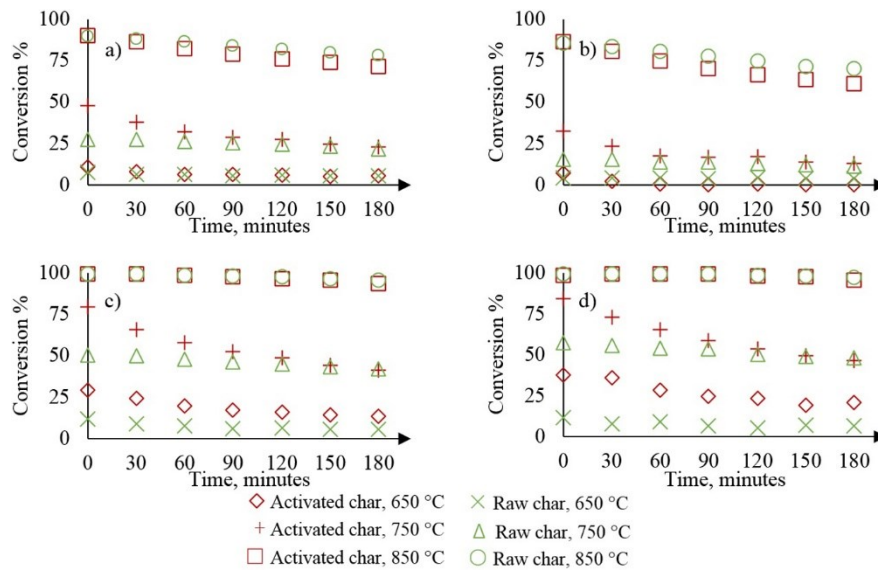 100
75
50
25
0
Conversion %
a)
0 30 60 90 120 150 180
Time, minutes
100
75
50
25
0
Conversion %
b)
0 30 60 90 120 150 180
Time, minutes
100
75
50
25
0
Conversion %
c)
0 30 60 90 120 150 180
Time, minutes
100
75
50
25
0
Conversion %
d)
0 30 60 90 120 150 180
Time, minutes
Activated char, 650 °C
Raw char, 650 °C
Activated char, 750 °C
Raw char, 750 °C
Activated char, 850 °C
Raw char, 850 °C